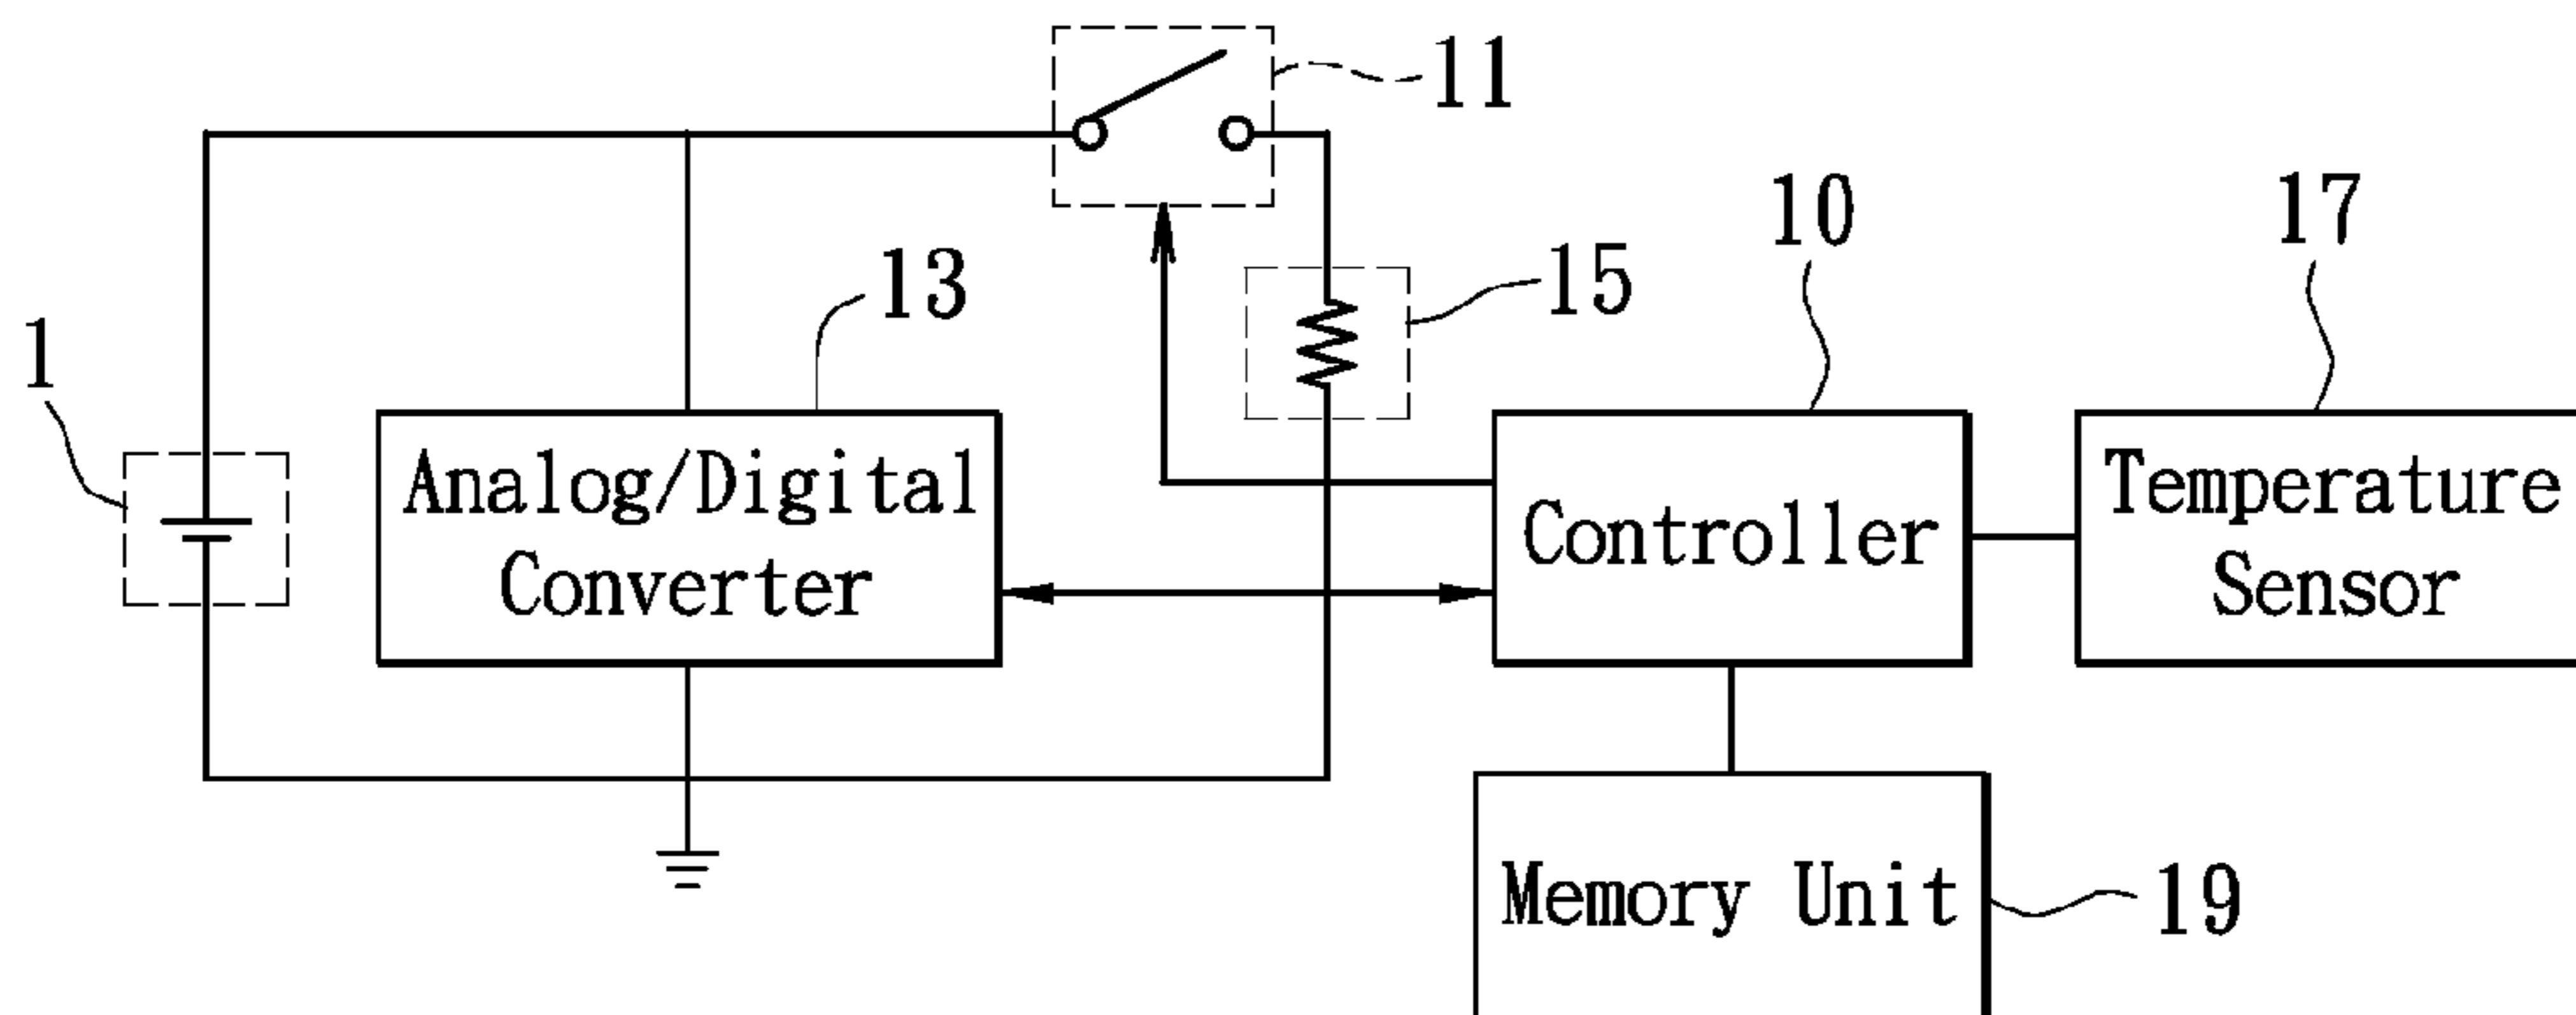 11
10
17
13
15
1
Analog/Digital
Converter
Controller
Temperature
Sensor
Memory Unit
19